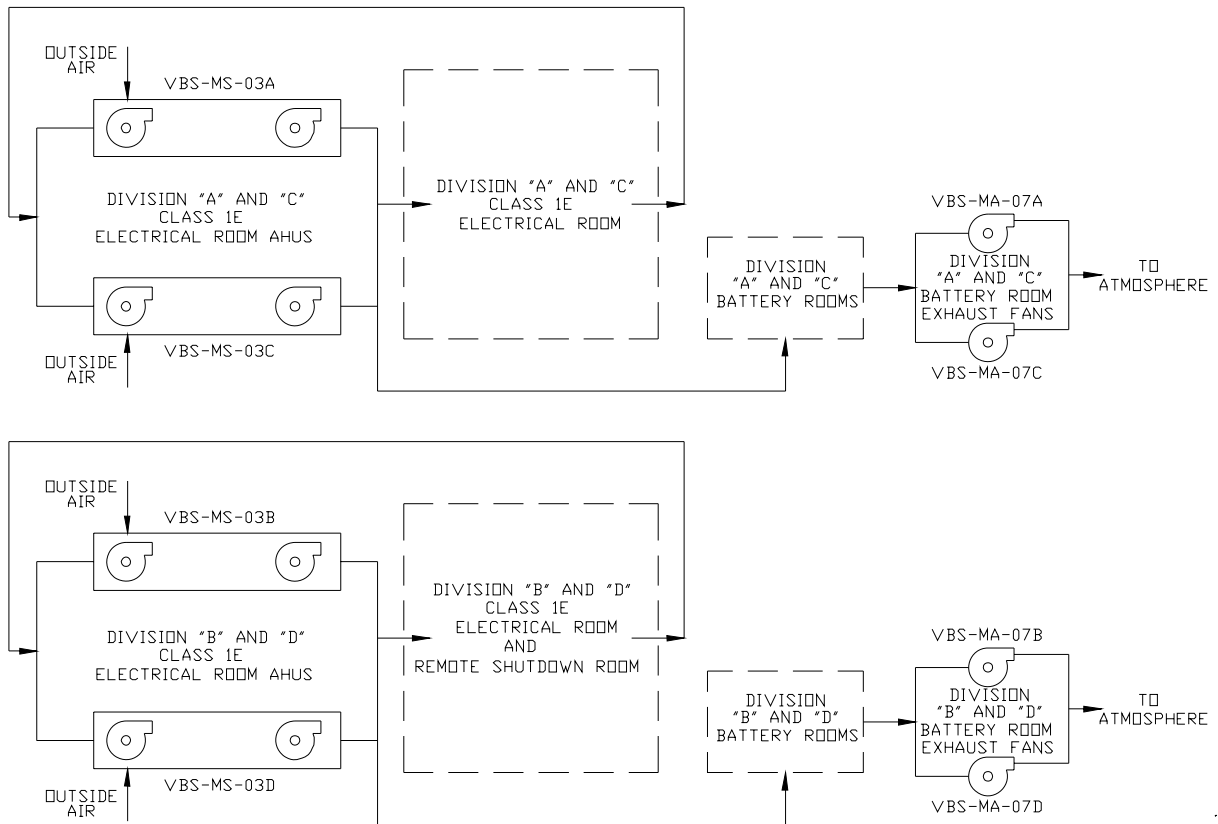 OUTSIDE
AIR
VBS-MS-03A
DIVISION "A" AND "C"
CLASS 1E
ELECTRICAL ROOM AHUS
VBS-MS-03C
OUTSIDE
AIR
DIVISION "A" AND "C"
CLASS 1E
ELECTRICAL ROOM
DIVISION
"A" AND "C"
BATTERY ROOMS
VBS-MA-07A
DIVISION
"A" AND "C"
BATTERY ROOM
EXHAUST FANS
VBS-MA-07C
TO
ATMOSPHERE
OUTSIDE
AIR
VBS-MS-03B
DIVISION "B" AND "D"
CLASS 1E
ELECTRICAL ROOM AHUS
VBS-MS-03D
OUTSIDE
AIR
DIVISION "B" AND "D"
CLASS 1E
ELECTRICAL ROOM
AND
REMOTE SHUTDOWN ROOM
DIVISION
"B" AND "D"
BATTERY ROOMS
VBS-MA-07B
DIVISION
"B" AND "D"
BATTERY ROOM
EXHAUST FANS
VBS-MA-07D
TO
ATMOSPHERE